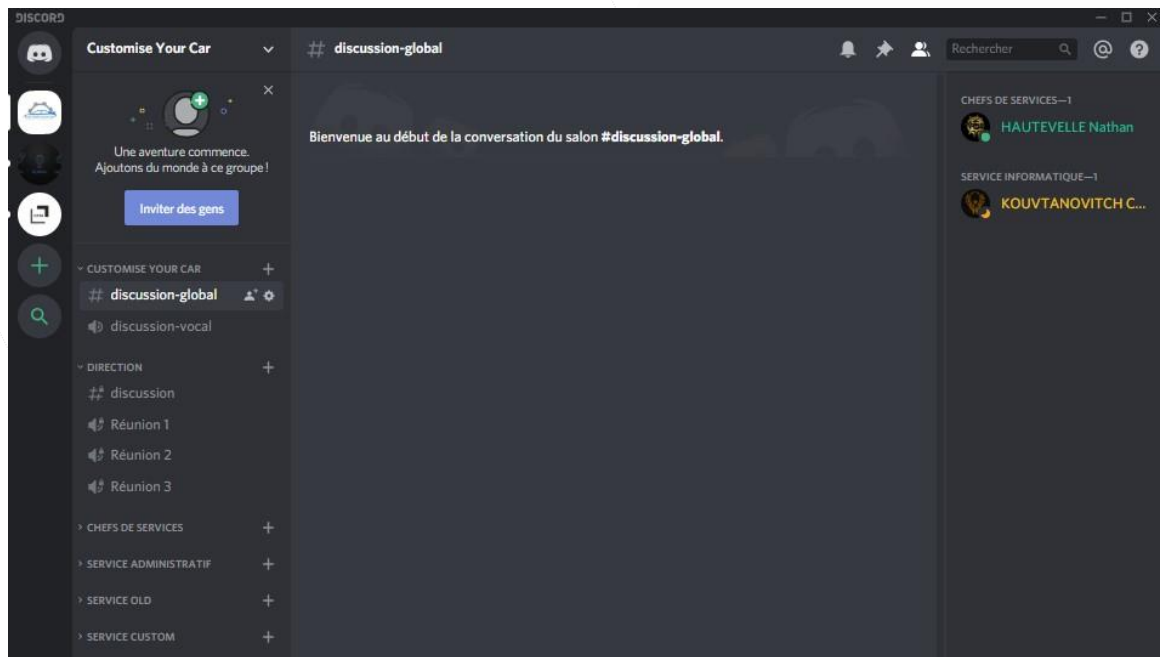 DISCORD
Customise Your Car
discussion-global
Rechercher
Une aventure commence.
Ajoutons du monde à ce groupe!
Inviter des gens
CUSTOMISE YOUR CAR
discussion-global
discussion-vocal
DIRECTION
discussion
Réunion 1
Réunion 2
Réunion 3
CHEFS DE SERVICES
SERVICE ADMINISTRATIF
SERVICE OLD
SERVICE CUSTOM
Bienvenue au début de la conversation du salon #discussion-global.
CHEFS DE SERVICES—1
HAUTEVELLE Nathan
SERVICE INFORMATIQUE—1
KOUVTANOVITCH C...